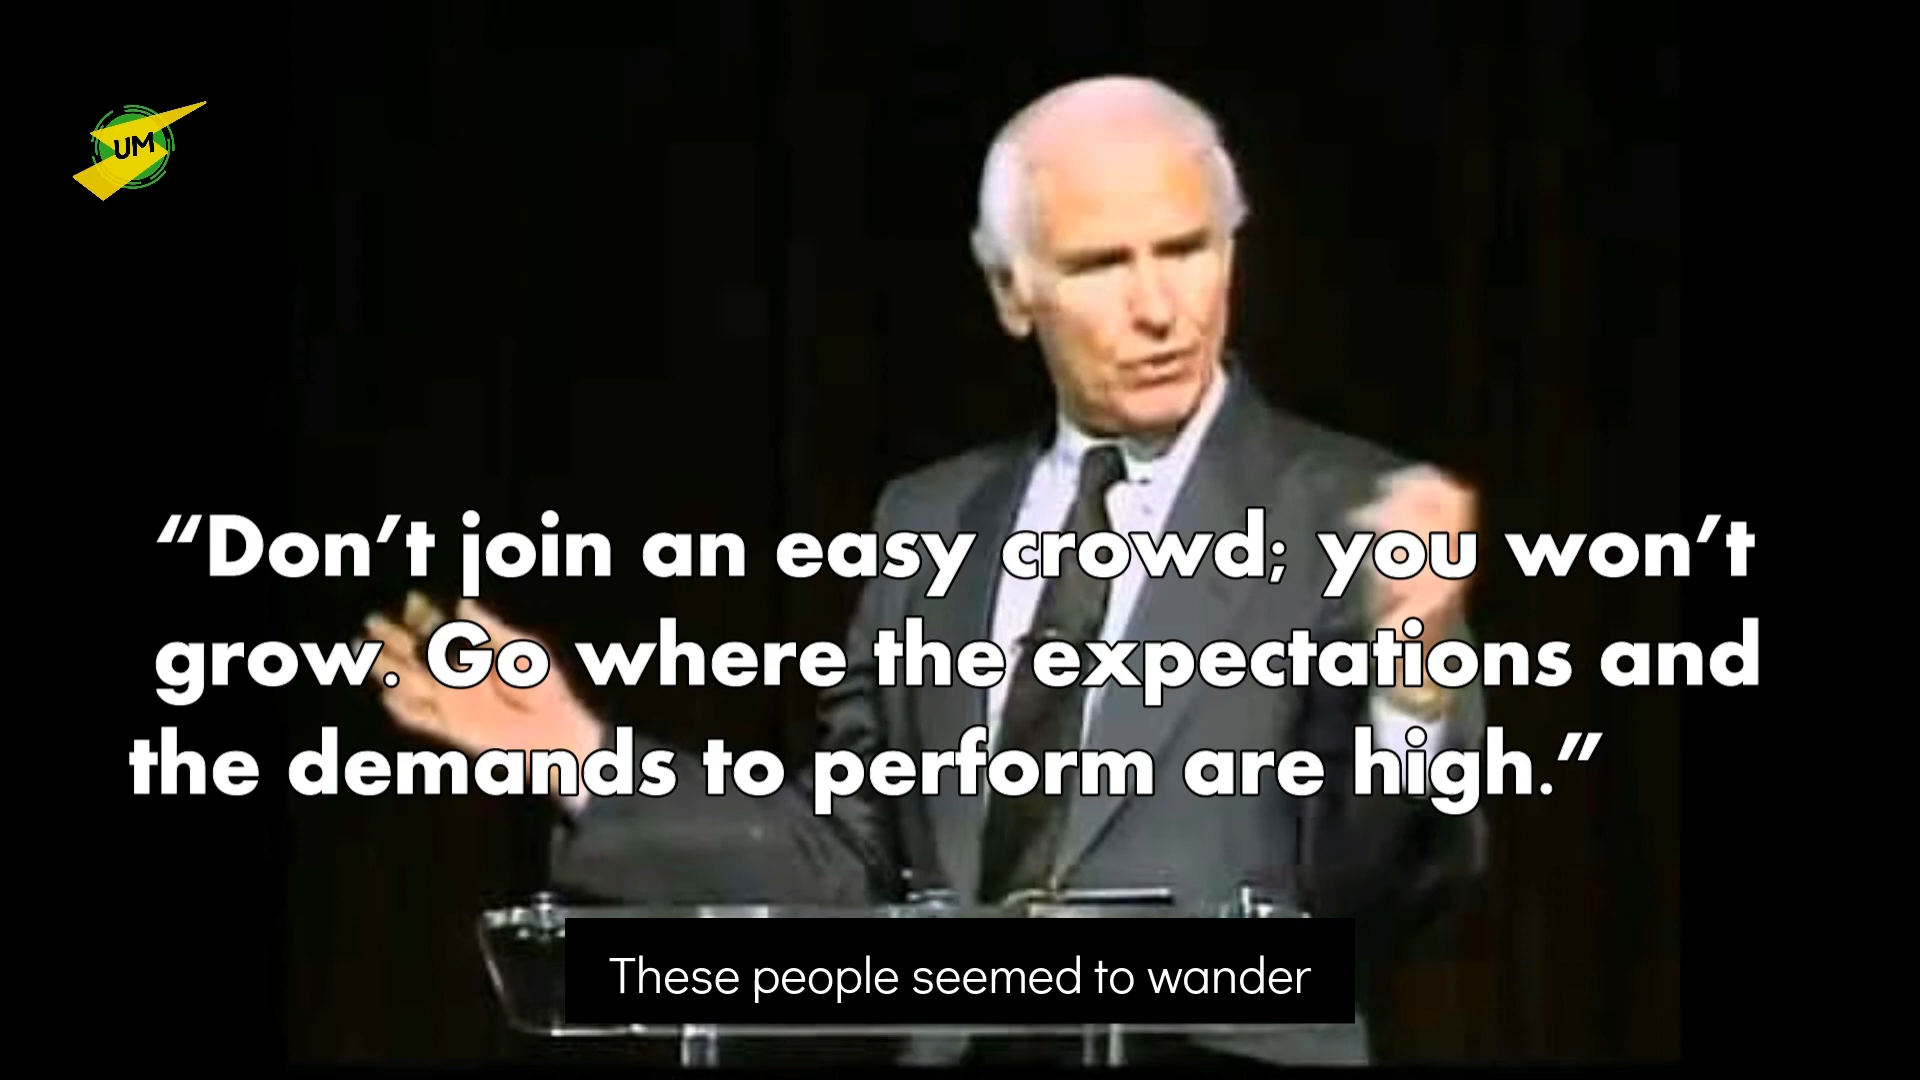 UM
“Don’t join an easy crowd; you won’t
grow. Go where the expectations and
the demands to perform are high.”
These people seemed to wander